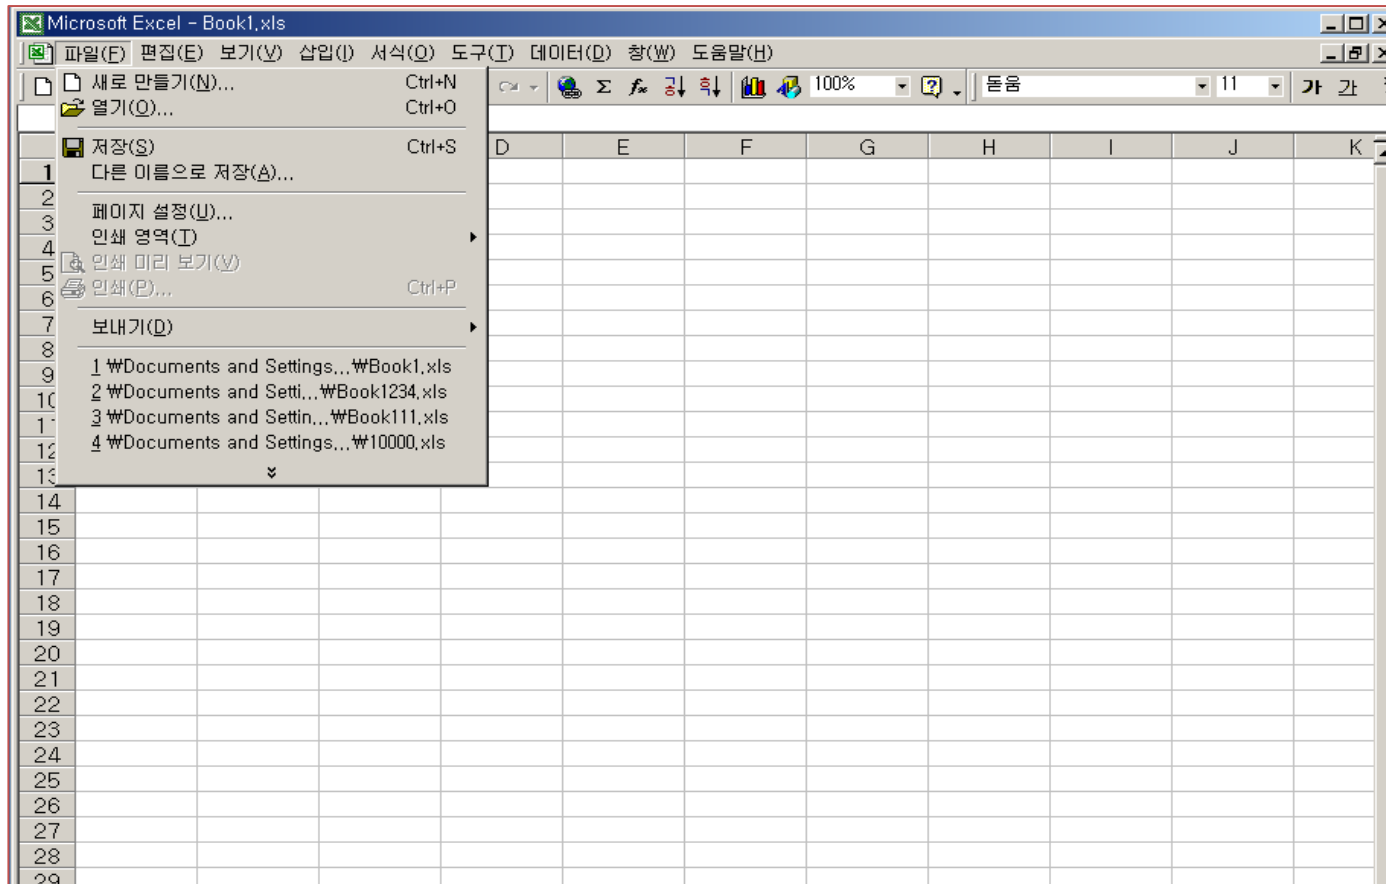 Microsoft Excel - Book1.xls
파일(F) 편집(E) 보기(V) 삽입(I) 서식(O) 도구(T) 데이터(D) 창(W) 도움말(H)
100% 돋움 11 가 가
새로 만들기(N)... Ctrl+N
열기(O)... Ctrl+O
저장(S) Ctrl+S
다른 이름으로 저장(A)...
페이지 설정(U)...
인쇄 영역(T)
인쇄 미리 보기(V)
인쇄(P)... Ctrl+P
보내기(D)
1 ₩Documents and Settings...₩Book1.xls
2 ₩Documents and Setti...₩Book1234.xls
3 ₩Documents and Settin...₩Book111.xls
4 ₩Documents and Settings...₩10000.xls
D E F G H I J K
1
2
3
4
5
6
7
8
9
10
11
12
13
14
15
16
17
18
19
20
21
22
23
24
25
26
27
28
29